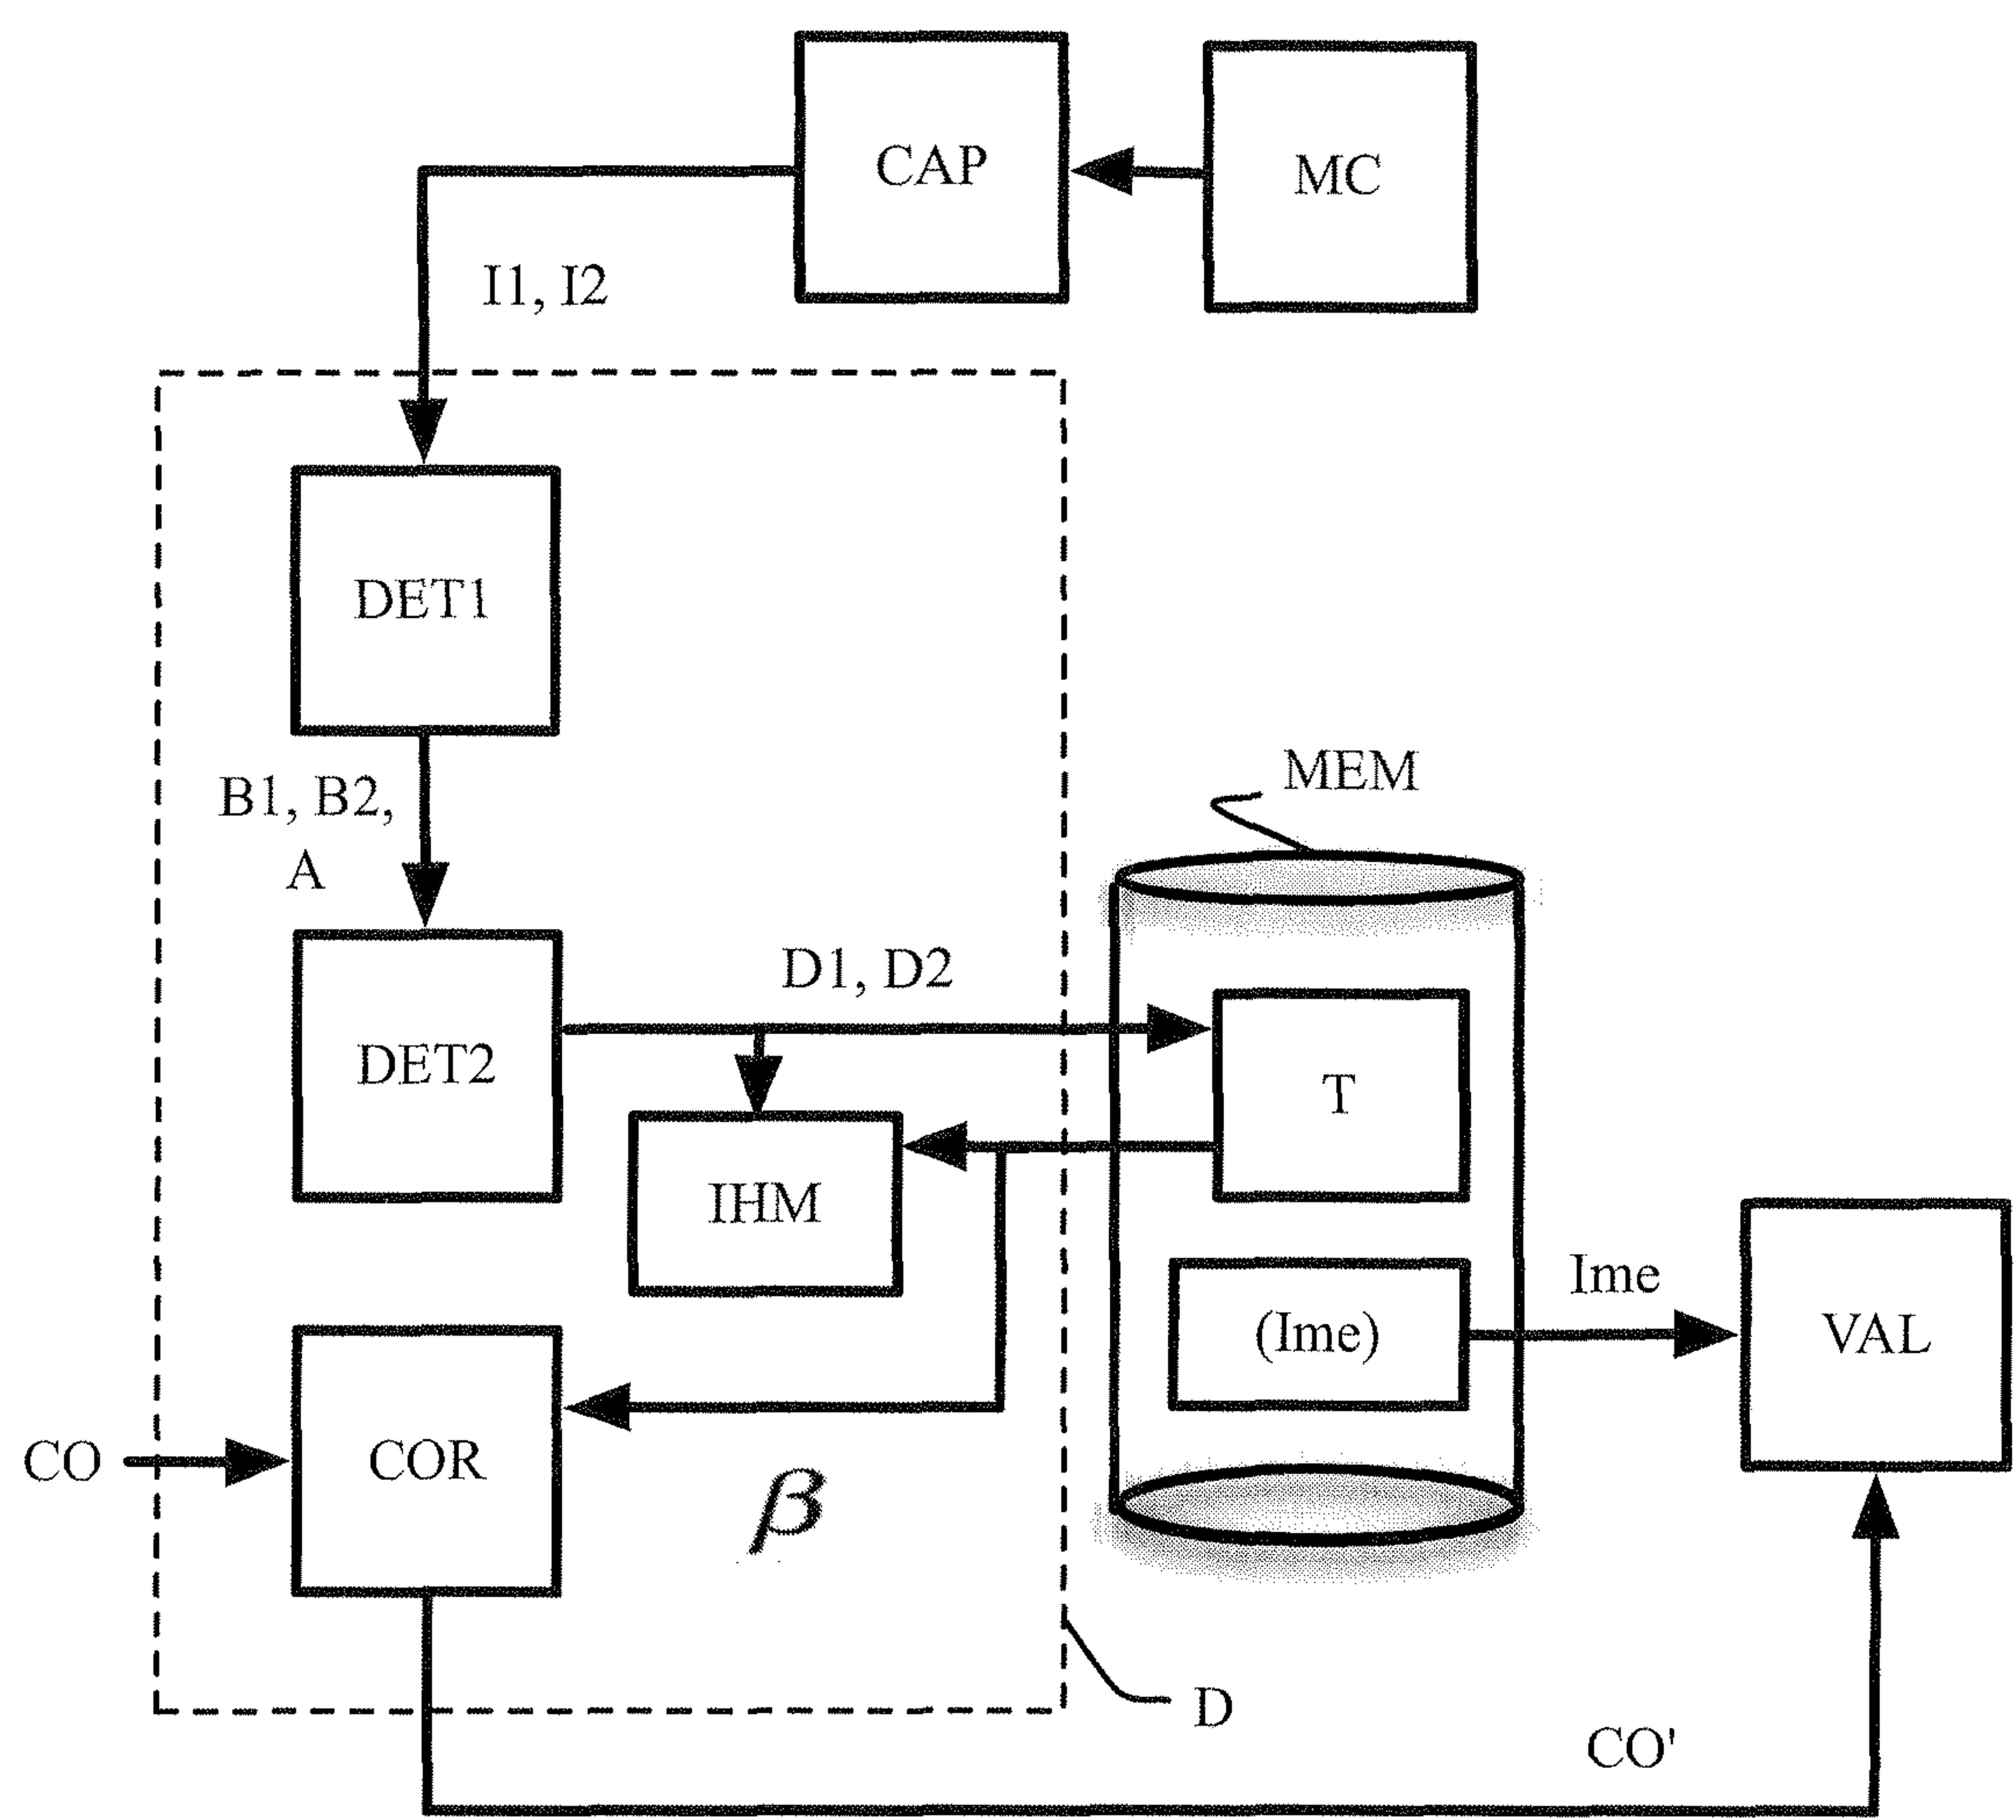 CAP
MC
I1, I2
DET1
B1, B2,
A
MEM
D1, D2
DET2
T
IHM
Ime
(Ime)
VAL
CO
COR
β
D
CO'